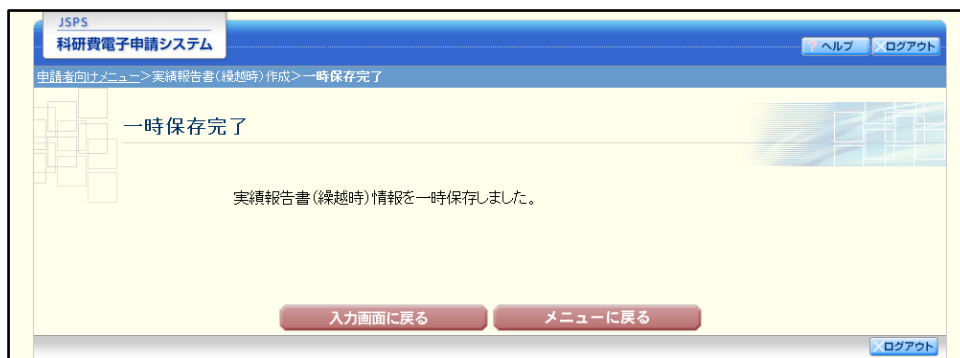 JSPS
科研費電子申請システム
? ヘルプ
×ログアウト
申請者向けメニュー>実績報告書(繰越時)作成>一時保存完了
一時保存完了
実績報告書(繰越時)情報を一時保存しました。
入力画面に戻る
メニューに戻る
×ログアウト